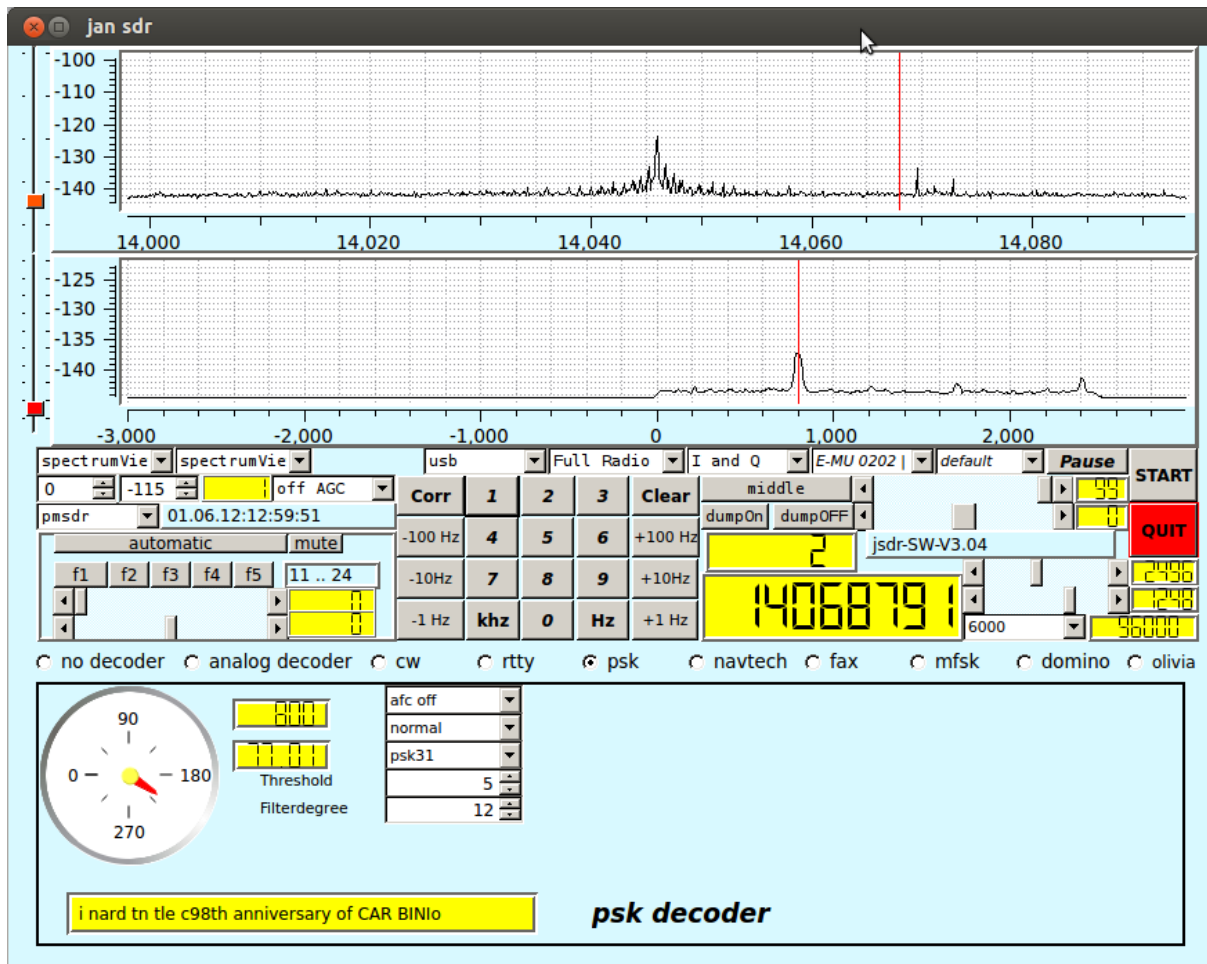 jan sdr
-100
-110
-120
-130
-140
14,000 14,020 14,040 14,060 14,080
-125
-130
-135
-140
-3,000 -2,000 -1,000 0 1,000 2,000
spectrumVie spectrumVie usb Full Radio I and Q E-MU 0202 | default Pause START
0 -115 1 off AGC Corr 1 2 3 Clear middle 99
pmsdr 01.06.12:12:59:51 dumpOn dumpOFF 0 QUIT
automatic mute -100 Hz 4 5 6 +100 Hz 2 jsdr-SW-V3.04
f1 f2 f3 f4 f5 11 .. 24 -10Hz 7 8 9 +10Hz 14068791 2496
0 1248
0 -1 Hz khz 0 Hz +1 Hz 6000 96000
no decoder analog decoder cw rtty psk navtech fax mfsk domino olivia
90
0 180
270
800
77.01
Threshold
Filterdegree
afc off
normal
psk31
5
12
i nard tn tle c98th anniversary of CAR BINIo
psk decoder